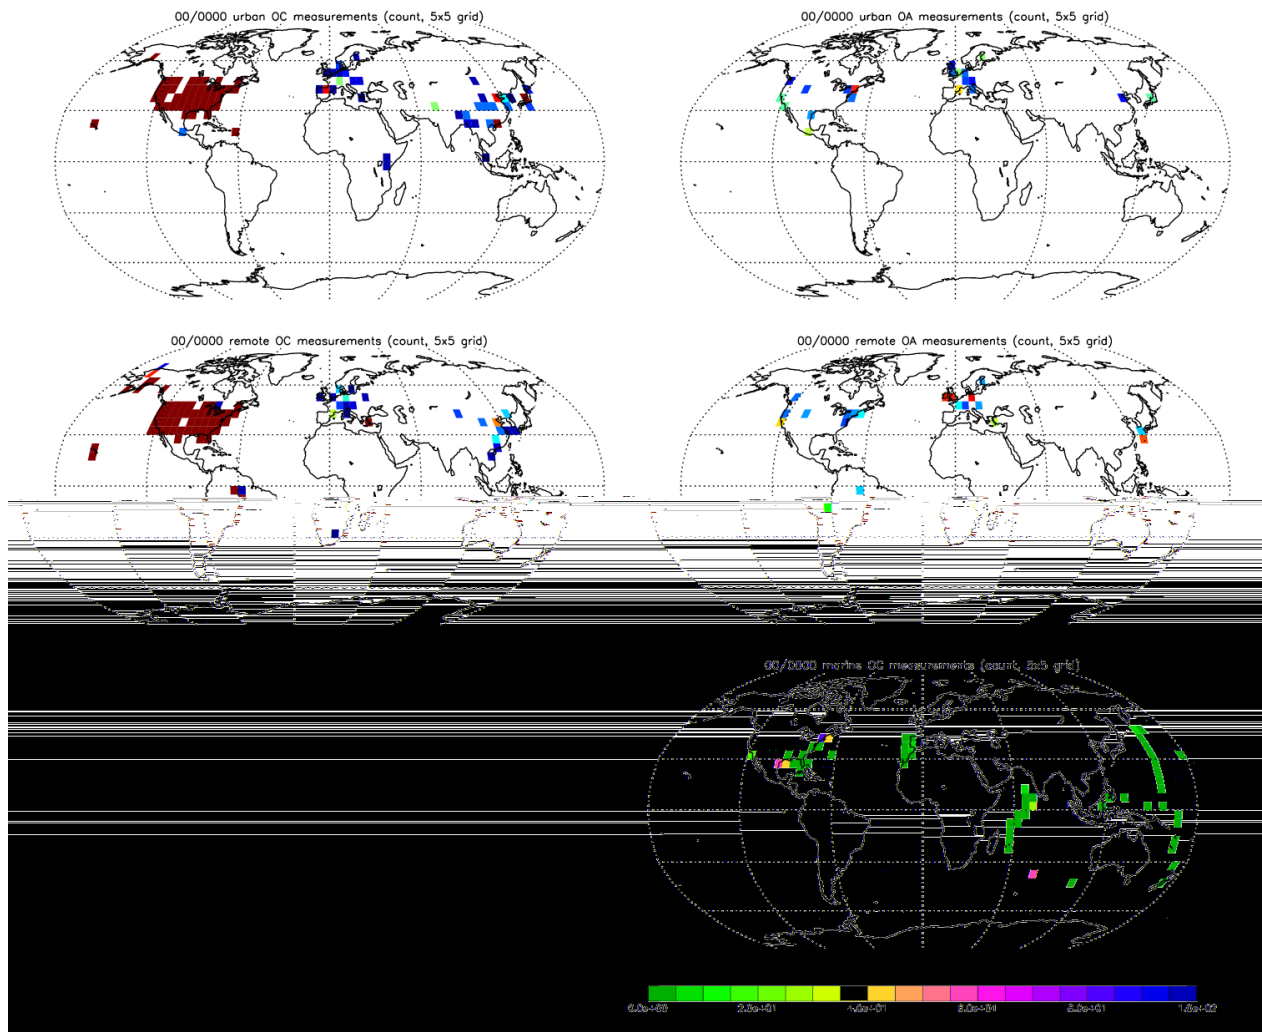 00/0000 urban OC measurements (count, 5x5 grid)
00/0000 urban OA measurements (count, 5x5 grid)
00/0000 remote OC measurements (count, 5x5 grid)
00/0000 remote OA measurements (count, 5x5 grid)
00/0000 marine OC measurements (count, 5x5 grid)
0.0e+00 2.0e+01 4.0e+01 6.0e+01 8.0e+01 1.0e+02